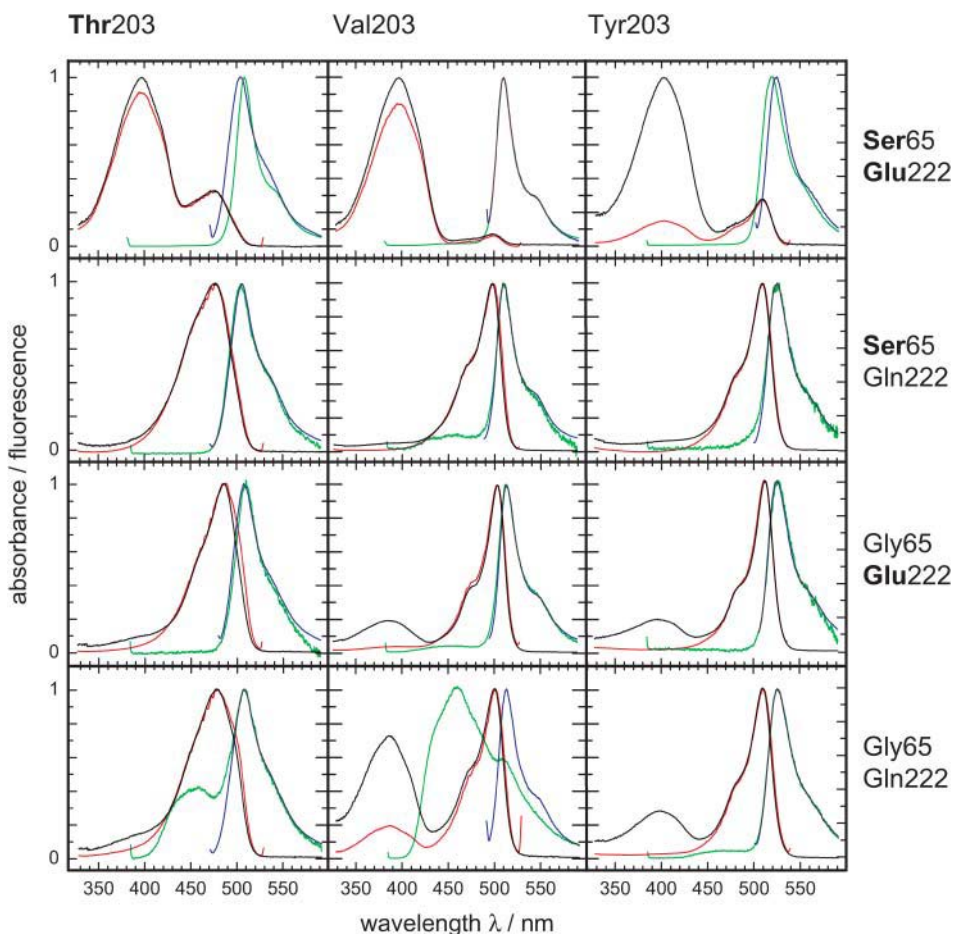 Thr203 Val203 Tyr203
absorbance / fluorescence
1
0
Ser65
Glu222
1
0
Ser65
Gln222
1
0
Gly65
Glu222
1
0
Gly65
Gln222
350 400 450 500 550 350 400 450 500 550 350 400 450 500 550
wavelength λ / nm